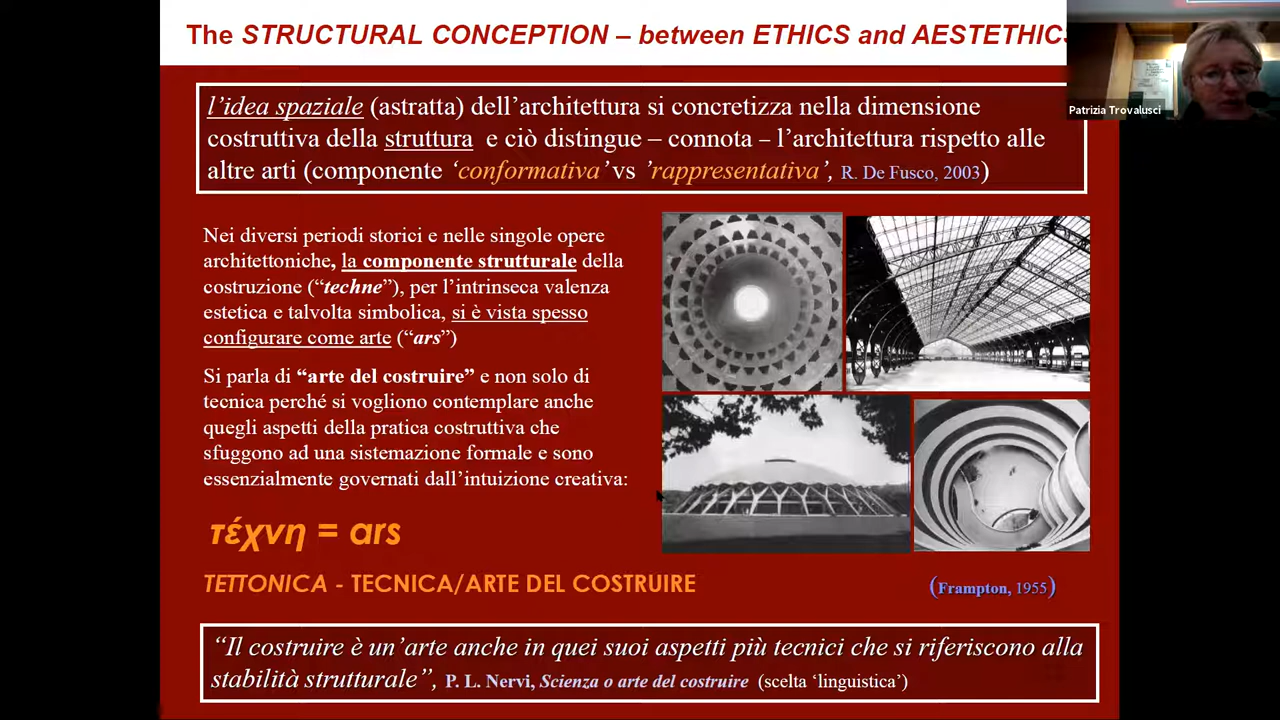 The STRUCTURAL CONCEPTION – between ETHICS and AESTETHICS
Patrizia Trovalusci
l’idea spaziale (astratta) dell’architettura si concretizza nella dimensione
costruttiva della struttura e ciò distingue – connota – l’architettura rispetto alle
altre arti (componente ‘conformativa’ vs ’rappresentativa’, R. De Fusco, 2003)
Nei diversi periodi storici e nelle singole opere
architettoniche, la componente strutturale della
costruzione (“techne”), per l’intrinseca valenza
estetica e talvolta simbolica, si è vista spesso
configurare come arte (“ars”)
Si parla di “arte del costruire” e non solo di
tecnica perché si vogliono contemplare anche
quegli aspetti della pratica costruttiva che
sfuggono ad una sistemazione formale e sono
essenzialmente governati dall’intuizione creativa:
τέχνη = ars
TETTONICA - TECNICA/ARTE DEL COSTRUIRE
(Frampton, 1955)
“Il costruire è un’arte anche in quei suoi aspetti più tecnici che si riferiscono alla
stabilità strutturale”, P. L. Nervi, Scienza o arte del costruire (scelta ‘linguistica’)